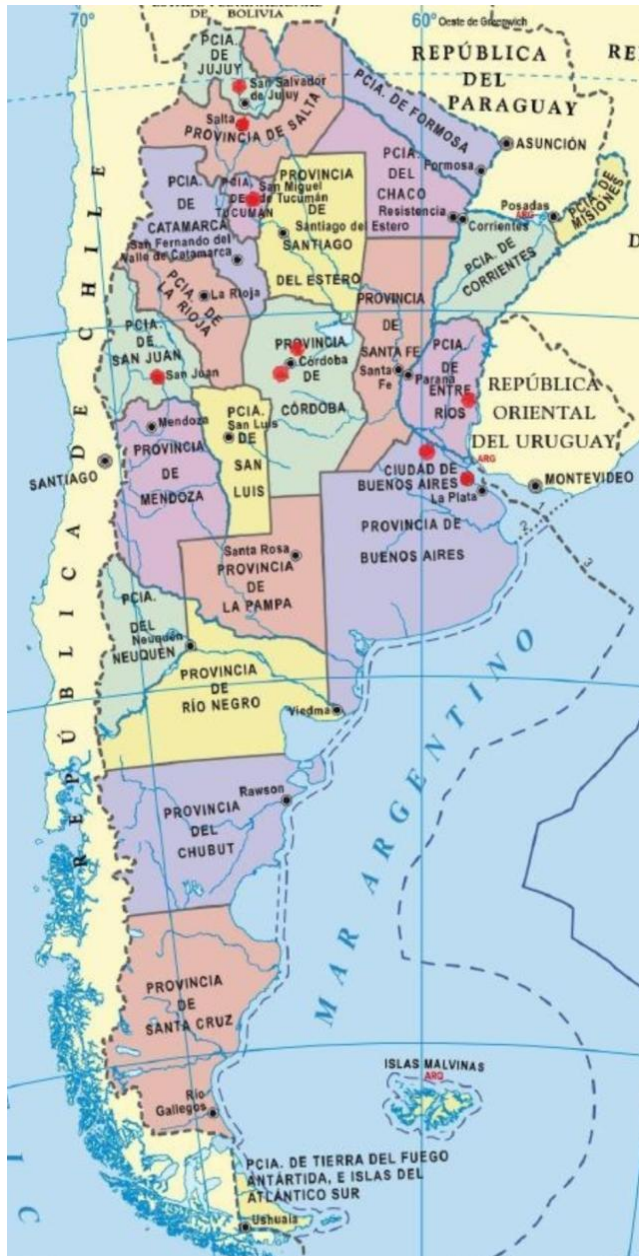 DE BOLIVIA
70°
60° Oeste de Greenwich
PCIA.
DE
JUJUY
San Salvador
de Jujuy
REPÚBLICA
DEL
PARAGUAY
RE
Salta
PROVINCIA DE SALTA
PCIA. DE FORMOSA
ASUNCIÓN
Formosa
PCIA.
DEL
CHACO
PCIA.
DE
CATAMARCA
PCIA.
DE
TUCUMÁN
San Miguel
de Tucumán
PROVINCIA
DE
SANTIAGO
DEL ESTERO
Santiago del Estero
Resistencia
Corrientes
Posadas
ARG
PCIA. DE
MISIONES
PCIA. DE
CORRIENTES
San Fernando del
Valle de Catamarca
PCIA. DE
LA RIOJA
La Rioja
PROVINCIA
DE
SANTA FE
Santa
Fe
PCIA.
DE
SAN JUAN
San Juan
PROVINCIA
DE
CÓRDOBA
Córdoba
PCIA.
DE
ENTRE
RÍOS
Paraná
REPÚBLICA
ORIENTAL
DEL URUGUAY
PCIA.
DE
SAN
LUIS
San Luis
Mendoza
PROVINCIA
DE
MENDOZA
SANTIAGO
CIUDAD DE
BUENOS AIRES
ARG
La Plata
MONTEVIDEO
PROVINCIA DE
BUENOS AIRES
1
2
3
Santa Rosa
PROVINCIA
DE
LA PAMPA
PCIA.
DEL
NEUQUÉN
Neuquén
PROVINCIA
DE
RÍO NEGRO
Viedma
REPÚBLICA DE CHILE
MAR ARGENTINO
Rawson
PROVINCIA
DEL
CHUBUT
PROVINCIA
DE
SANTA CRUZ
ISLAS MALVINAS
ARG
Río
Gallegos
PCIA. DE TIERRA DEL FUEGO
ANTÁRTIDA, E ISLAS DEL
ATLÁNTICO SUR
Ushuaia
I C